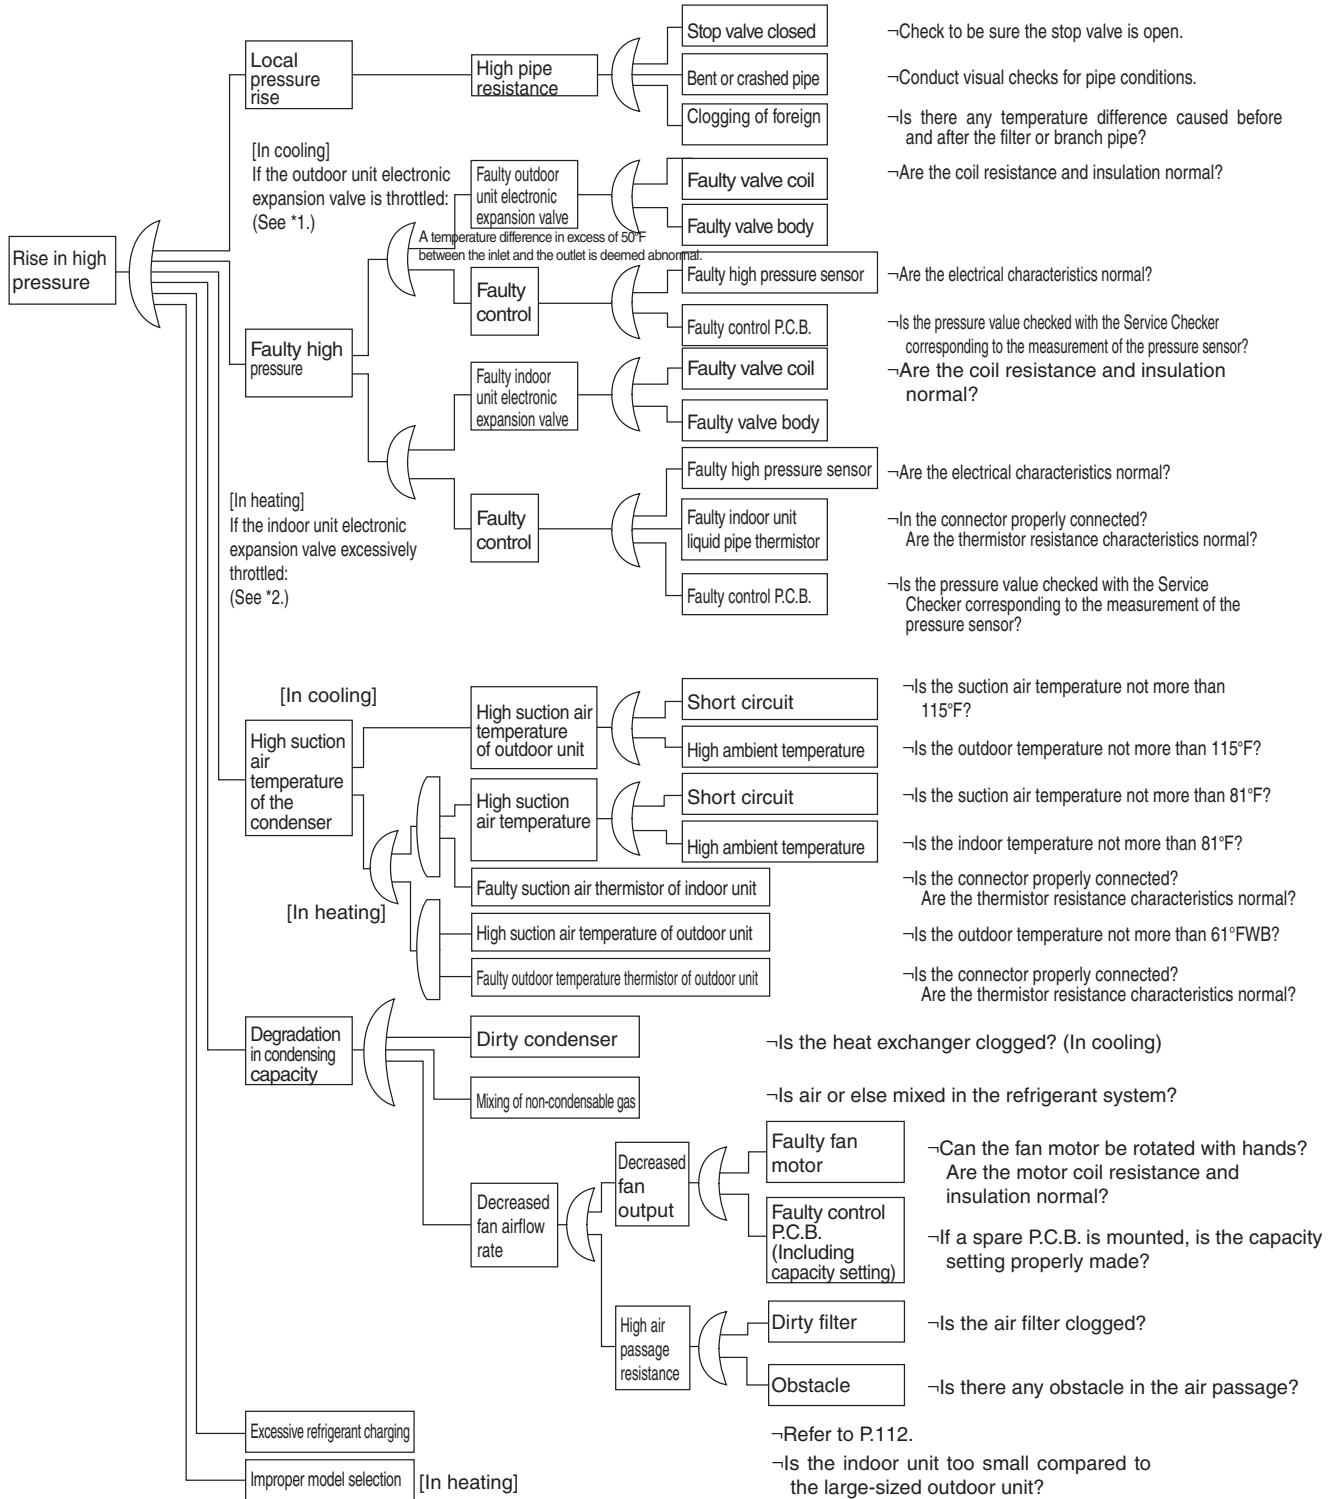 Rise in high
pressure
Local
pressure
rise
High pipe
resistance
Stop valve closed
¬Check to be sure the stop valve is open.
Bent or crashed pipe
¬Conduct visual checks for pipe conditions.
Clogging of foreign
¬Is there any temperature difference caused before
and after the filter or branch pipe?
[In cooling]
If the outdoor unit electronic
expansion valve is throttled:
(See *1.)
Faulty high
pressure
Faulty outdoor
unit electronic
expansion valve
Faulty valve coil
¬Are the coil resistance and insulation normal?
Faulty valve body
A temperature difference in excess of 50°F
between the inlet and the outlet is deemed abnormal.
Faulty
control
Faulty high pressure sensor
¬Are the electrical characteristics normal?
Faulty control P.C.B.
¬Is the pressure value checked with the Service Checker
corresponding to the measurement of the pressure sensor?
Faulty indoor
unit electronic
expansion valve
Faulty valve coil
¬Are the coil resistance and insulation
normal?
Faulty valve body
[In heating]
If the indoor unit electronic
expansion valve excessively
throttled:
(See *2.)
Faulty
control
Faulty high pressure sensor
¬Are the electrical characteristics normal?
Faulty indoor unit
liquid pipe thermistor
¬In the connector properly connected?
Are the thermistor resistance characteristics normal?
Faulty control P.C.B.
¬Is the pressure value checked with the Service
Checker corresponding to the measurement of the
pressure sensor?
[In cooling]
High suction
air
temperature
of the
condenser
High suction air
temperature
of outdoor unit
Short circuit
¬Is the suction air temperature not more than
115°F?
High ambient temperature
¬Is the outdoor temperature not more than 115°F?
[In heating]
High suction
air temperature
Short circuit
¬Is the suction air temperature not more than 81°F?
High ambient temperature
¬Is the indoor temperature not more than 81°F?
Faulty suction air thermistor of indoor unit
¬Is the connector properly connected?
Are the thermistor resistance characteristics normal?
High suction air temperature of outdoor unit
¬Is the outdoor temperature not more than 61°FWB?
Faulty outdoor temperature thermistor of outdoor unit
¬Is the connector properly connected?
Are the thermistor resistance characteristics normal?
Degradation
in condensing
capacity
Dirty condenser
¬Is the heat exchanger clogged? (In cooling)
Mixing of non-condensable gas
¬Is air or else mixed in the refrigerant system?
Decreased
fan airflow
rate
Decreased
fan
output
Faulty fan
motor
¬Can the fan motor be rotated with hands?
Are the motor coil resistance and
insulation normal?
Faulty control
P.C.B.
(Including
capacity setting)
¬If a spare P.C.B. is mounted, is the capacity
setting properly made?
High air
passage
resistance
Dirty filter
¬Is the air filter clogged?
Obstacle
¬Is there any obstacle in the air passage?
Excessive refrigerant charging
¬Refer to P.112.
Improper model selection
[In heating]
¬Is the indoor unit too small compared to
the large-sized outdoor unit?